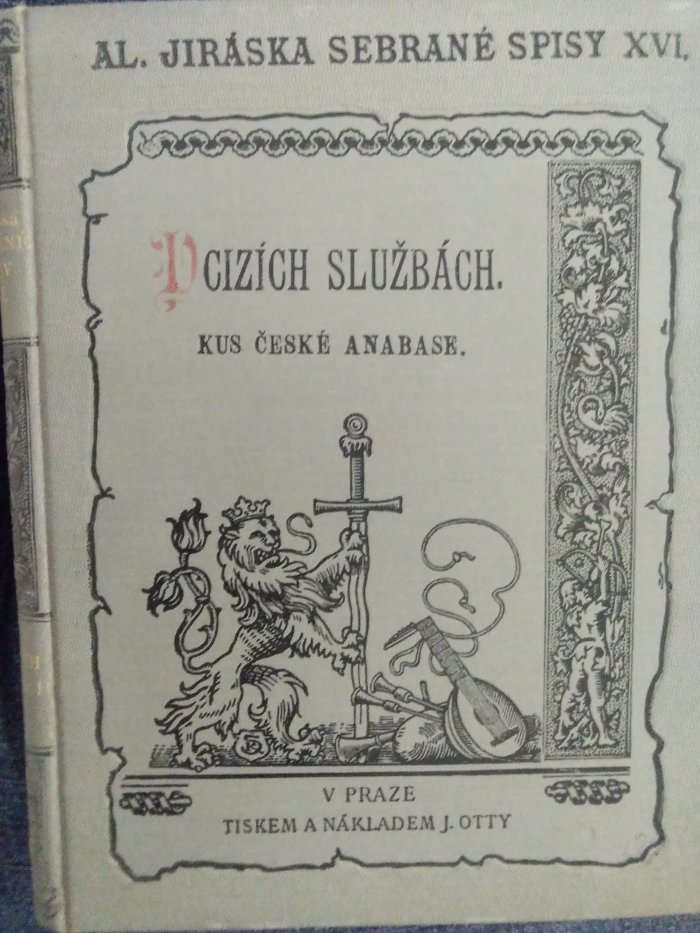 AL. JIRÁSKA SEBRANÉ SPISY XVI.
V CIZÍCH SLUŽBÁCH.
KUS ČESKÉ ANABASE.
V PRAZE
TISKEM A NÁKLADEM J. OTTY